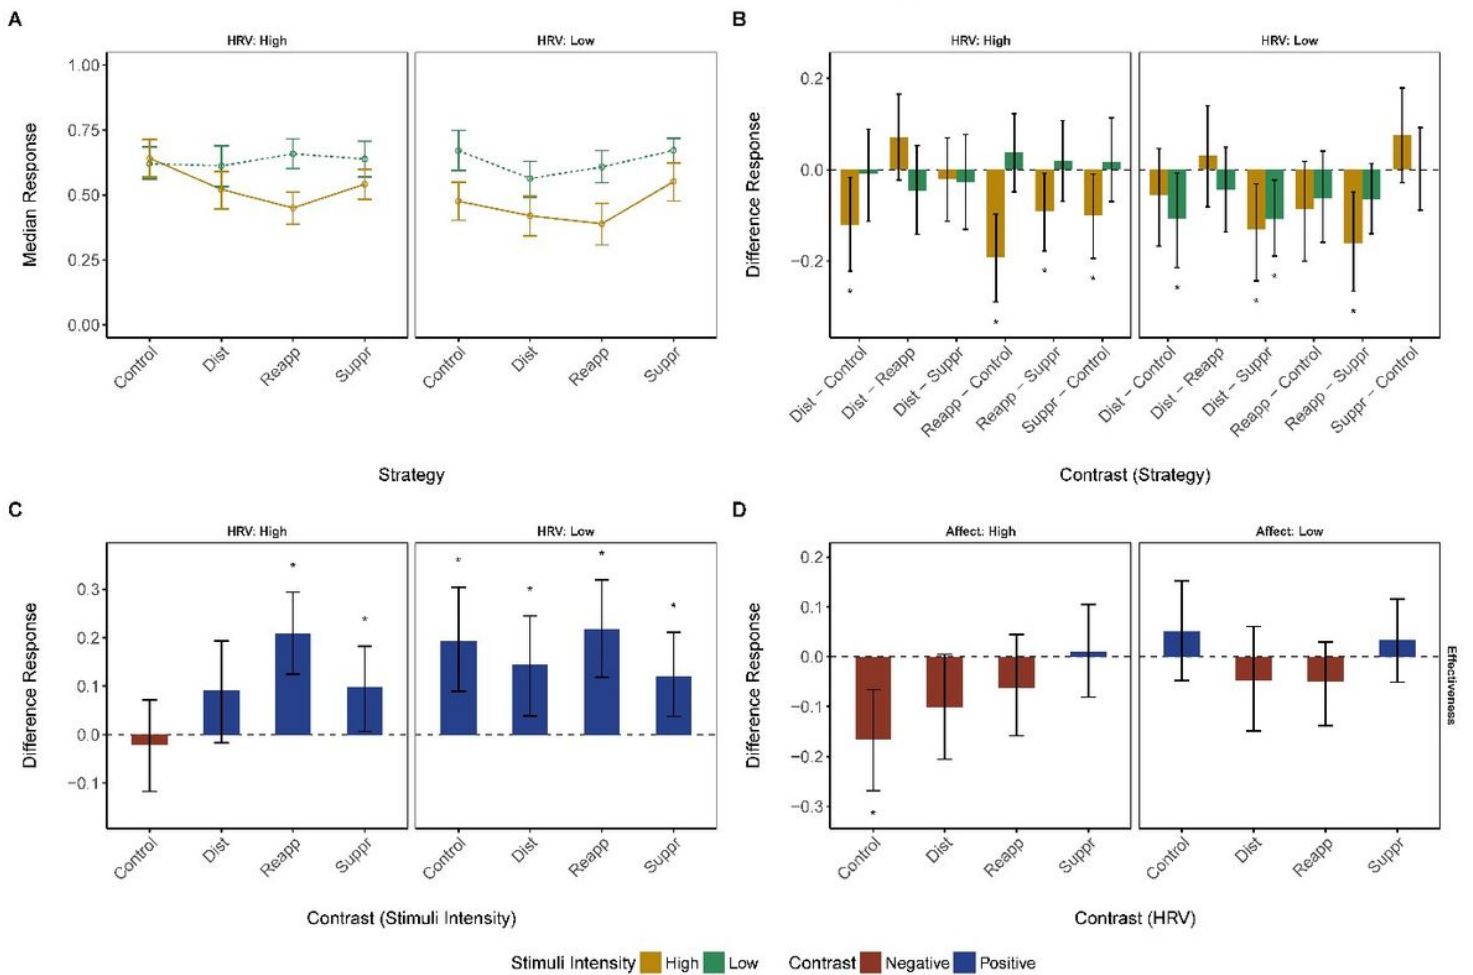 A
HRV: High
HRV: Low
Median Response
1.00
0.75
0.50
0.25
0.00
Control
Dist
Reapp
Suppr
Control
Dist
Reapp
Suppr
Strategy
B
HRV: High
HRV: Low
Difference Response
0.2
0.0
−0.2
*
*
*
*
*
*
*
*
Dist − Control
Dist − Reapp
Dist − Suppr
Reapp − Control
Reapp − Suppr
Suppr − Control
Dist − Control
Dist − Reapp
Dist − Suppr
Reapp − Control
Reapp − Suppr
Suppr − Control
Contrast (Strategy)
C
HRV: High
HRV: Low
Difference Response
0.3
0.2
0.1
0.0
−0.1
*
*
*
*
*
*
Control
Dist
Reapp
Suppr
Control
Dist
Reapp
Suppr
Contrast (Stimuli Intensity)
D
Affect: High
Affect: Low
Difference Response
0.2
0.1
0.0
−0.1
−0.2
−0.3
*
Effectiveness
Control
Dist
Reapp
Suppr
Control
Dist
Reapp
Suppr
Contrast (HRV)
Stimuli Intensity High Low Contrast Negative Positive